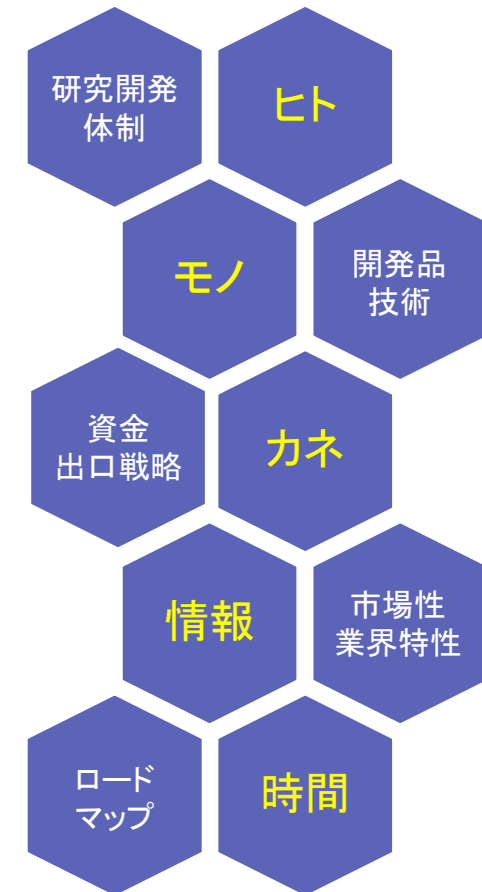 研究開発
体制
ヒト
モノ
開発品
技術
資金
出口戦略
カネ
情報
市場性
業界特性
ロード
マップ
時間